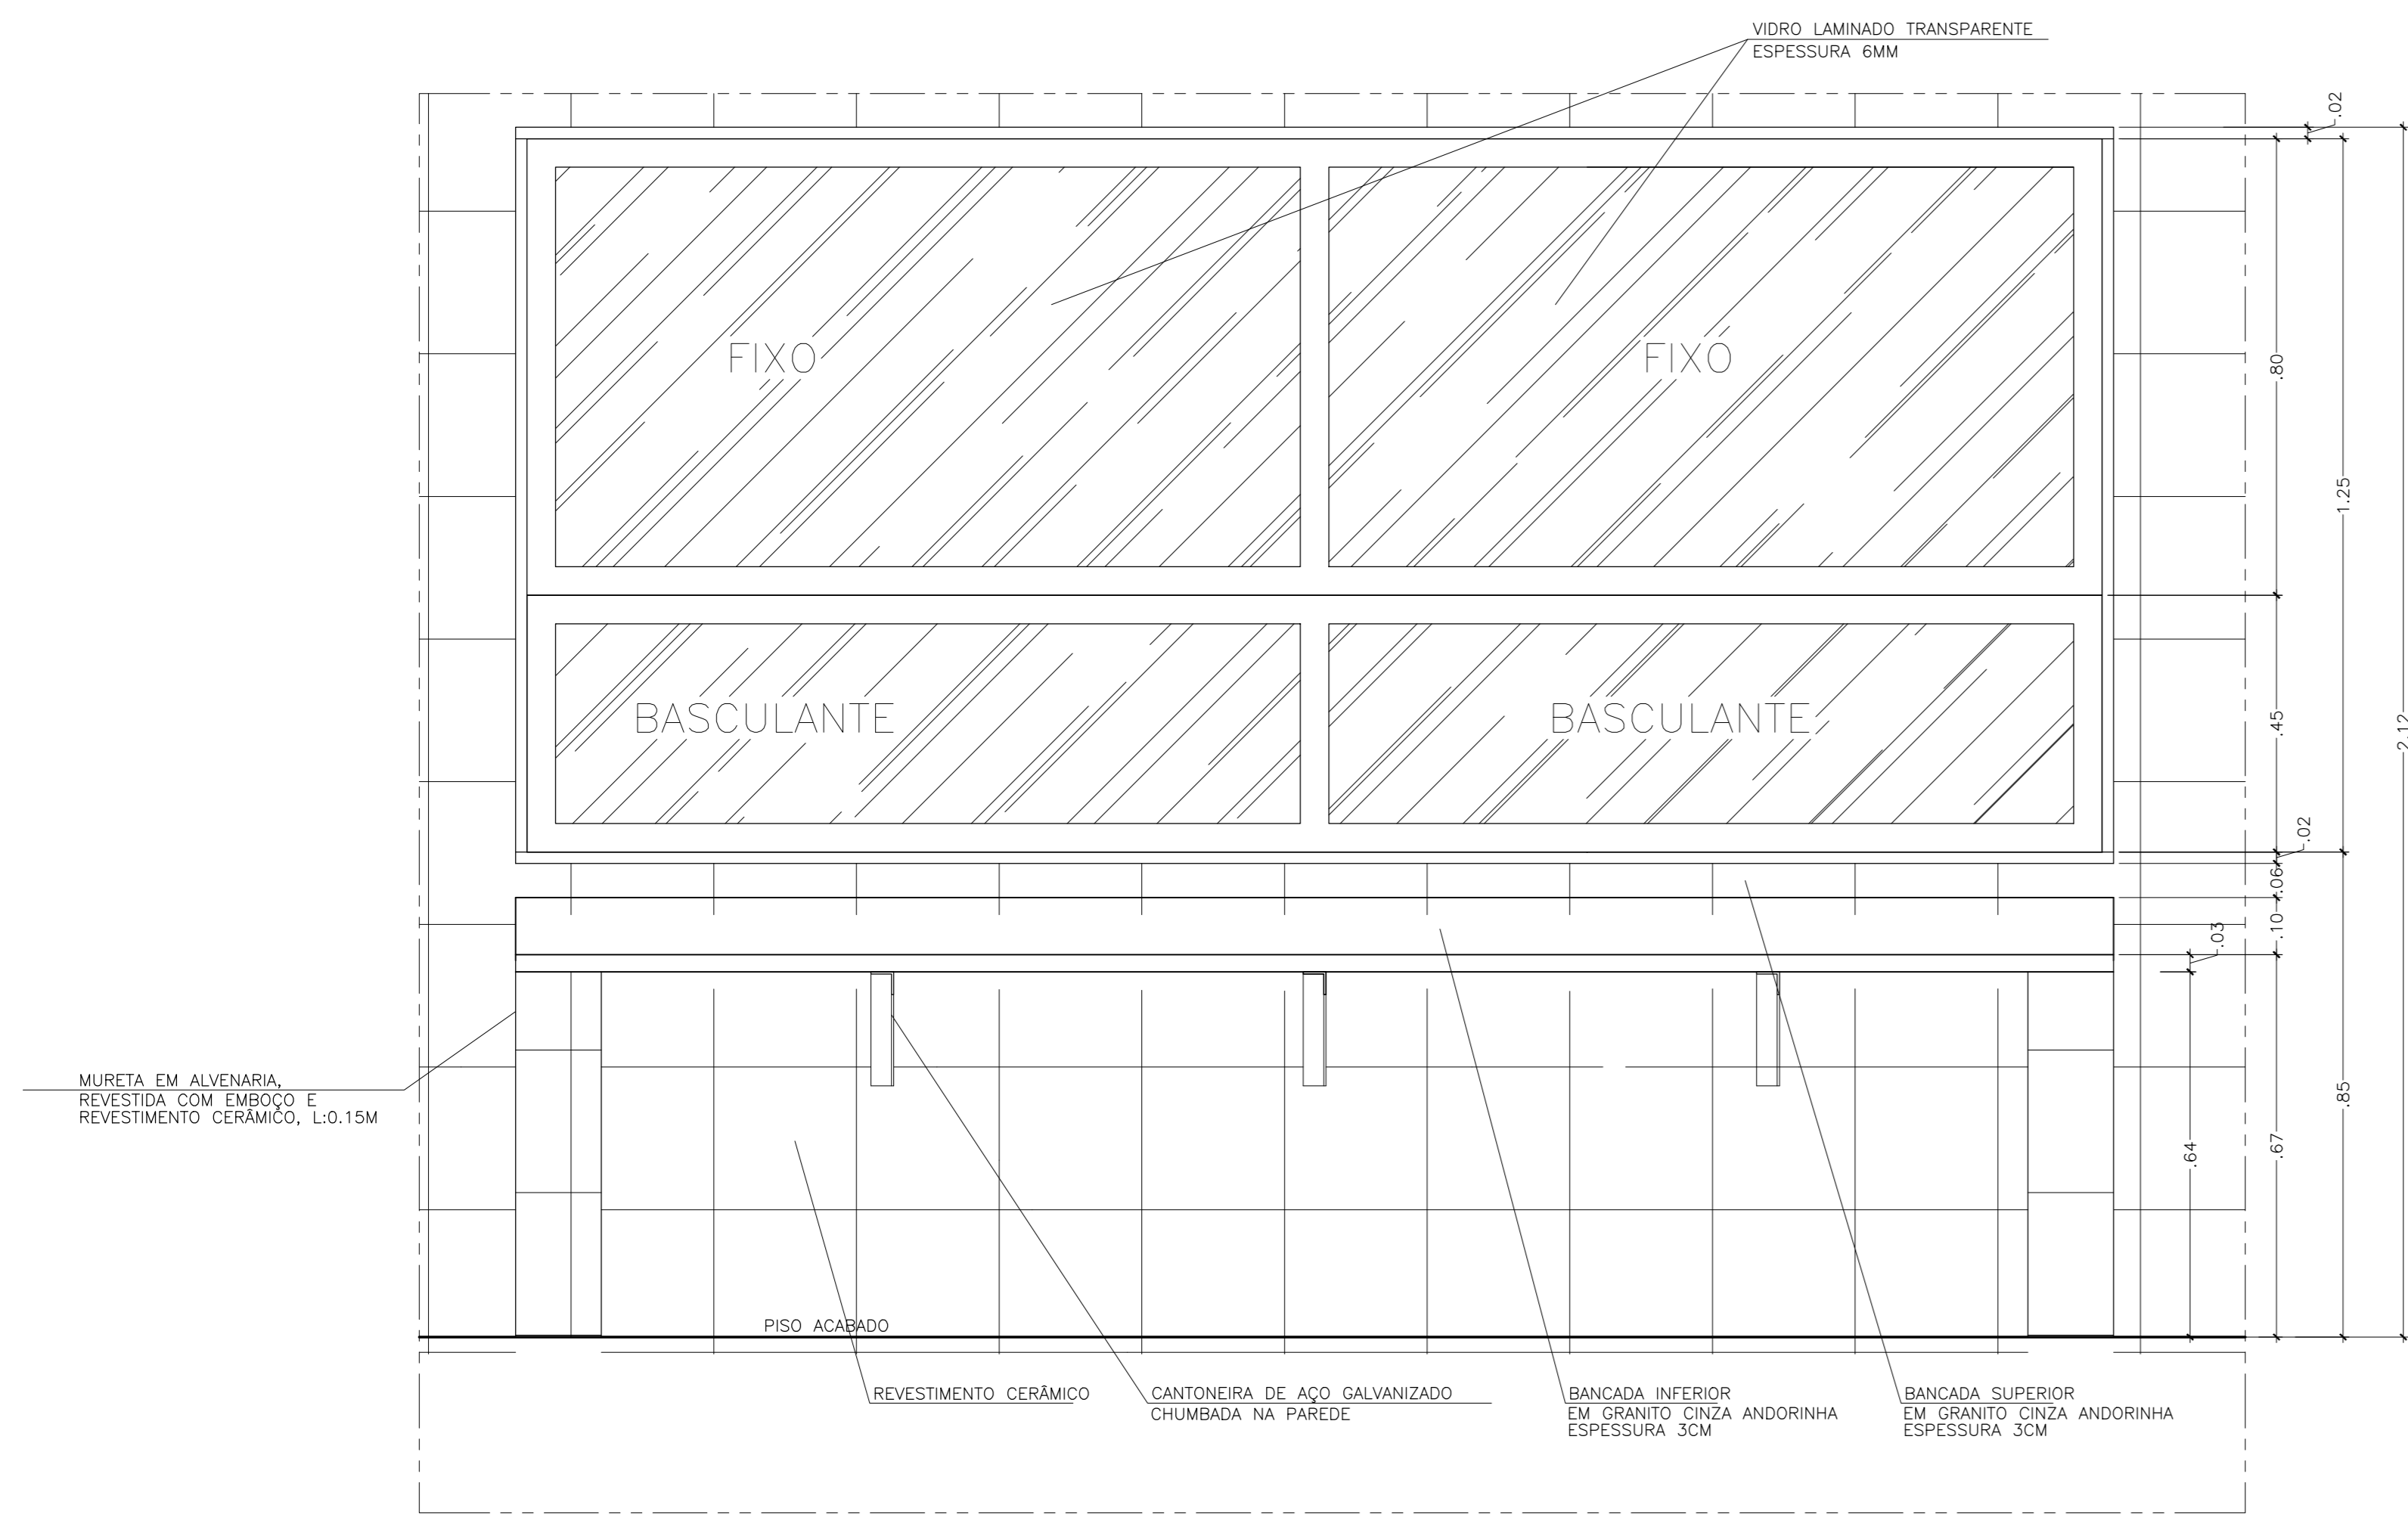 VIDRO LAMINADO TRANSPARENTE
ESPESSURA 6MM
.02
FIXO
FIXO
.80
1.25
BASCULANTE
BASCULANTE
.45
2.12
.02
.06
.10
.03
MURETA EM ALVENARIA,
REVESTIDA COM EMBOÇO E
REVESTIMENTO CERÂMICO, L:0.15M
.85
.67
.64
PISO ACABADO
REVESTIMENTO CERÂMICO
CANTONEIRA DE AÇO GALVANIZADO
CHUMBADA NA PAREDE
BANCADA INFERIOR
EM GRANITO CINZA ANDORINHA
ESPESSURA 3CM
BANCADA SUPERIOR
EM GRANITO CINZA ANDORINHA
ESPESSURA 3CM